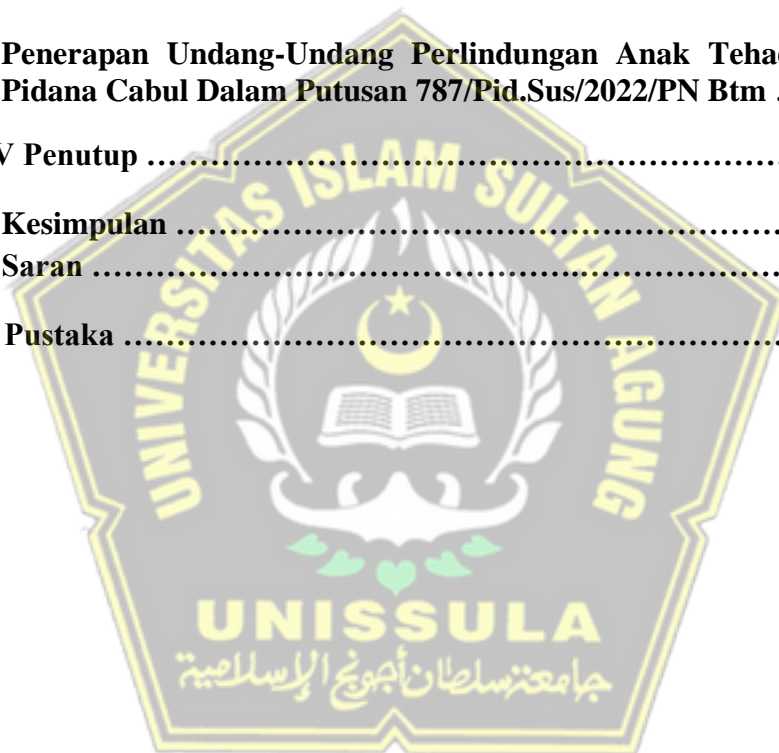 Penerapan Undang-Undang Perlindungan Anak Tehad
Pidana Cabul Dalam Putusan 787/Pid.Sus/2022/PN Btm .
V Penutup ……………………………………………………
Kesimpulan …………………………………………………
Saran …………………………………………………………
Pustaka ………………………………………………………
UNIVERSITAS ISLAM SULTAN AGUNG
UNISSULA
جامعة سلطان أجونج الإسلامية